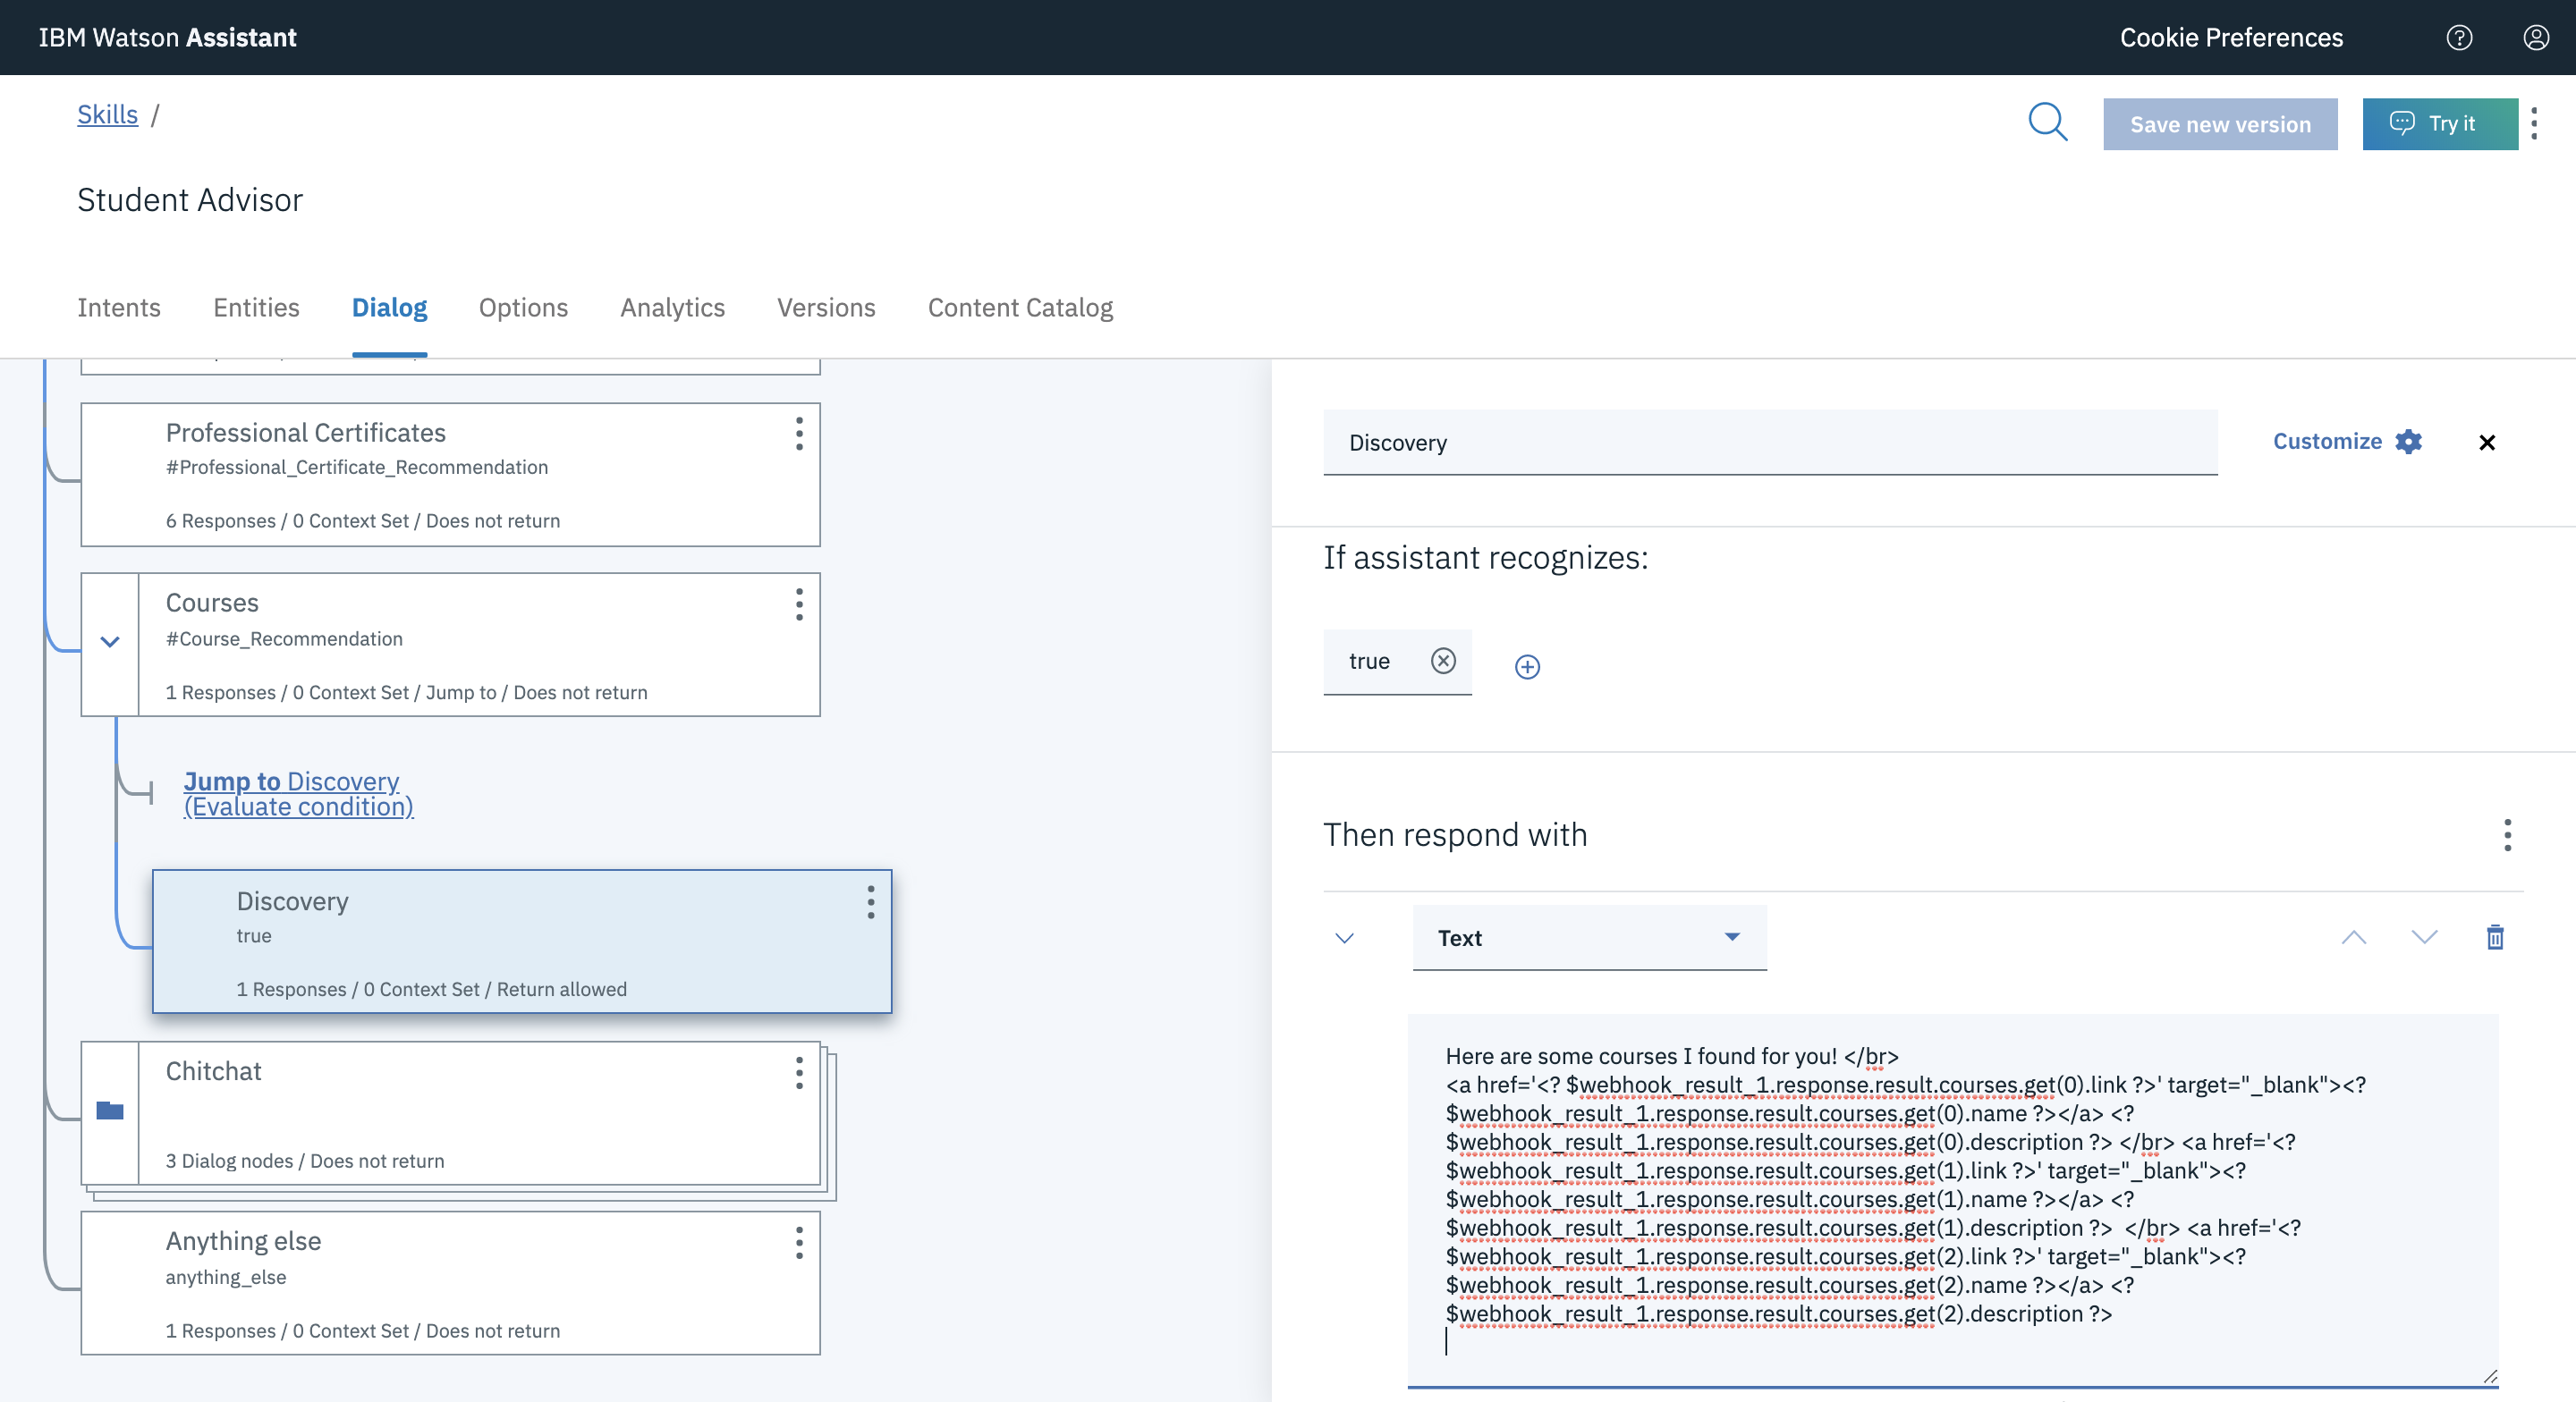 IBM Watson Assistant
Cookie Preferences
Skills /
Save new version
Try it
Student Advisor
Intents
Entities
Dialog
Options
Analytics
Versions
Content Catalog
Professional Certificates
#Professional_Certificate_Recommendation
6 Responses / 0 Context Set / Does not return
Courses
#Course_Recommendation
1 Responses / 0 Context Set / Jump to / Does not return
Jump to Discovery
(Evaluate condition)
Discovery
true
1 Responses / 0 Context Set / Return allowed
Chitchat
3 Dialog nodes / Does not return
Anything else
anything_else
1 Responses / 0 Context Set / Does not return
Discovery
Customize
If assistant recognizes:
true
Then respond with
Text
Here are some courses I found for you! </br>
<a href='<? $webhook_result_1.response.result.courses.get(0).link ?>' target="_blank"><?
$webhook_result_1.response.result.courses.get(0).name ?></a> <?
$webhook_result_1.response.result.courses.get(0).description ?> </br> <a href='<?
$webhook_result_1.response.result.courses.get(1).link ?>' target="_blank"><?
$webhook_result_1.response.result.courses.get(1).name ?></a> <?
$webhook_result_1.response.result.courses.get(1).description ?>  </br> <a href='<?
$webhook_result_1.response.result.courses.get(2).link ?>' target="_blank"><?
$webhook_result_1.response.result.courses.get(2).name ?></a> <?
$webhook_result_1.response.result.courses.get(2).description ?>